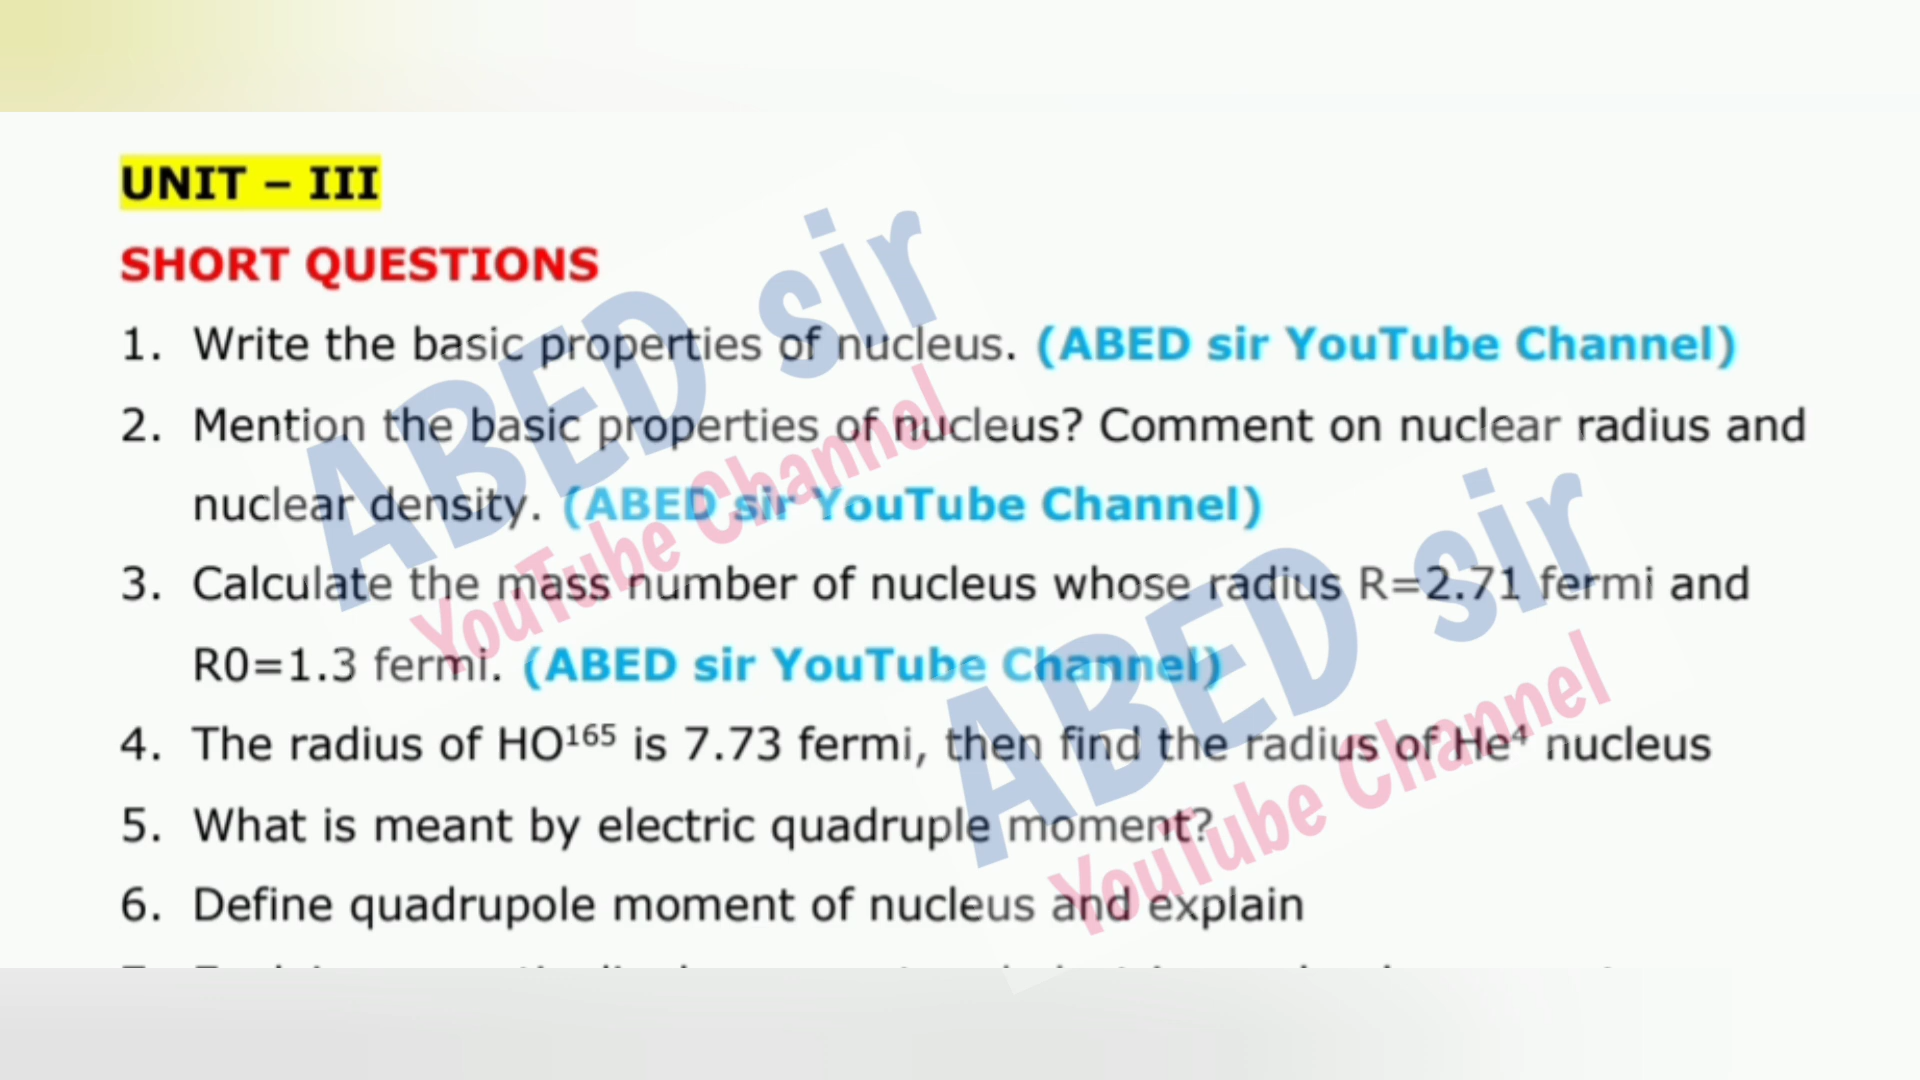 UNIT – III
SHORT QUESTIONS
1. Write the basic properties of nucleus. (ABED sir YouTube Channel)
2. Mention the basic properties of nucleus? Comment on nuclear radius and
nuclear density. (ABED sir YouTube Channel)
3. Calculate the mass number of nucleus whose radius R=2.71 fermi and
R0=1.3 fermi. (ABED sir YouTube Channel)
4. The radius of HO¹⁶⁵ is 7.73 fermi, then find the radius of He⁴ nucleus
5. What is meant by electric quadruple moment?
6. Define quadrupole moment of nucleus and explain
ABED sir
YouTube Channel
ABED sir
YouTube Channel